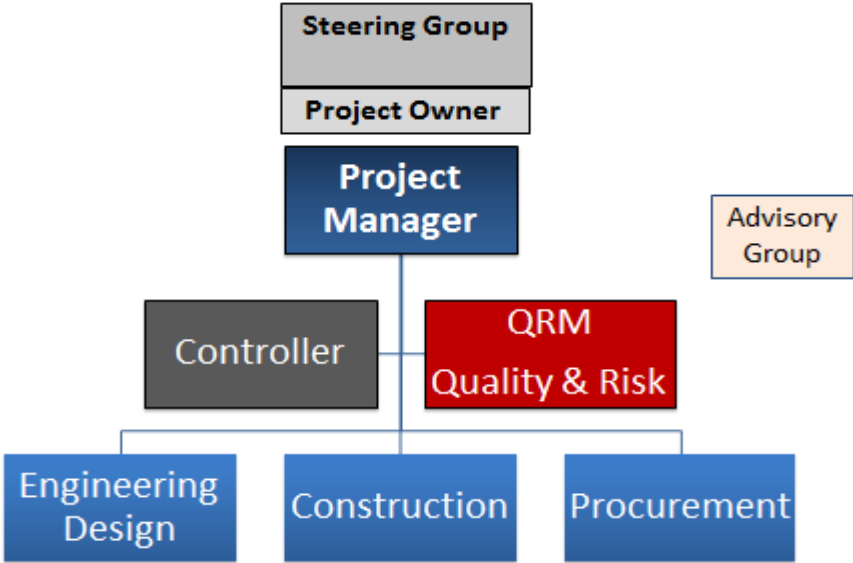 Steering Group
Project Owner
Project
Manager
Advisory
Group
Controller
QRM
Quality & Risk
Engineering
Design
Construction
Procurement